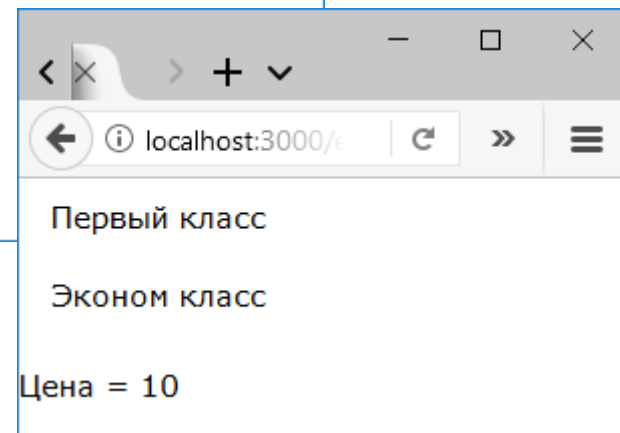 localhost:3000/e
Первый класс
Эконом класс
Цена = 10